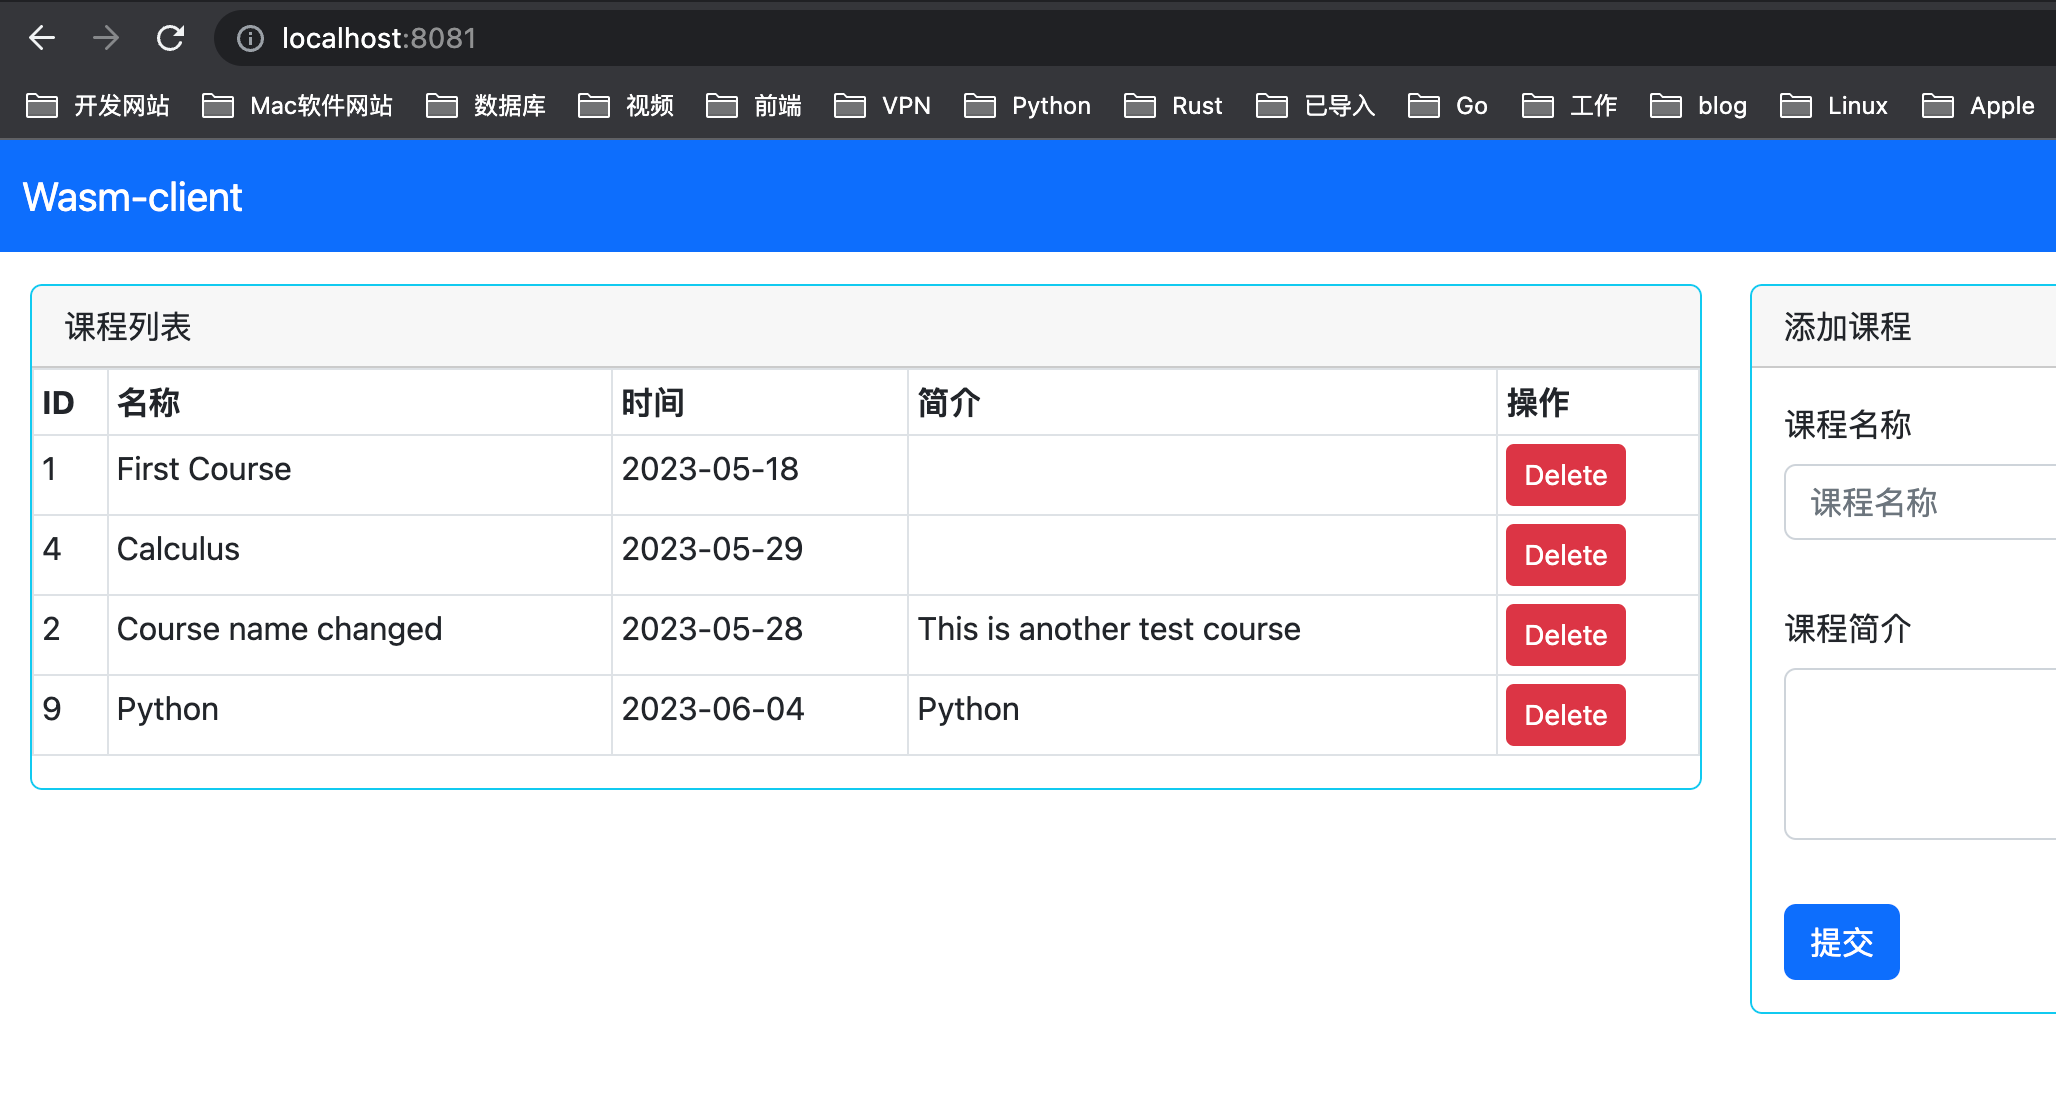 localhost:8081
开发网站 Mac软件网站 数据库 视频 前端 VPN Python Rust 已导入 Go 工作 blog Linux Apple
Wasm-client
课程列表
ID 名称 时间 简介 操作
1 First Course 2023-05-18 Delete
4 Calculus 2023-05-29 Delete
2 Course name changed 2023-05-28 This is another test course Delete
9 Python 2023-06-04 Python Delete
添加课程
课程名称
课程名称
课程简介
提交